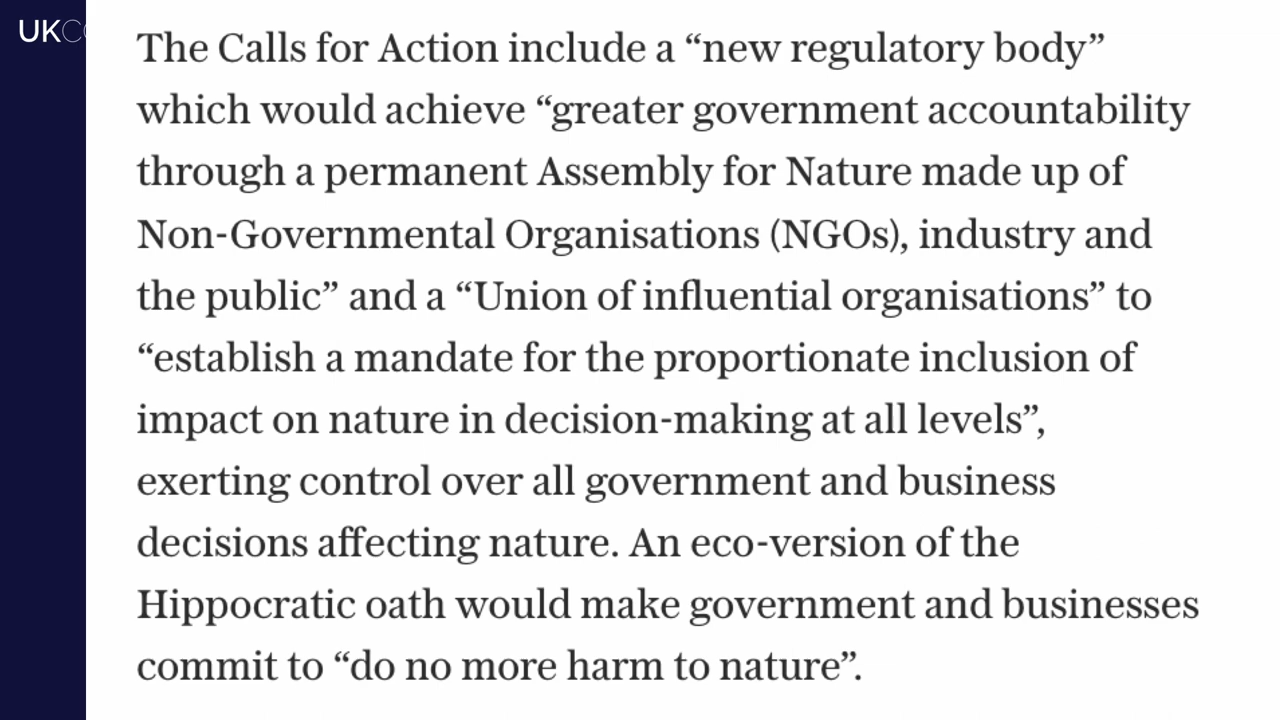 UKC
The Calls for Action include a “new regulatory body”
which would achieve “greater government accountability
through a permanent Assembly for Nature made up of
Non-Governmental Organisations (NGOs), industry and
the public” and a “Union of influential organisations” to
“establish a mandate for the proportionate inclusion of
impact on nature in decision-making at all levels”,
exerting control over all government and business
decisions affecting nature. An eco-version of the
Hippocratic oath would make government and businesses
commit to “do no more harm to nature”.